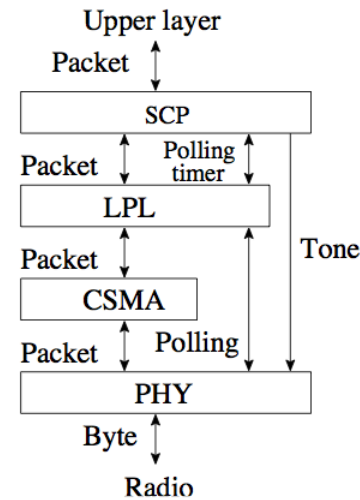 Upper layer
Packet
SCP
Packet
Polling
timer
LPL
Tone
Packet
CSMA
Packet
Polling
PHY
Byte
Radio